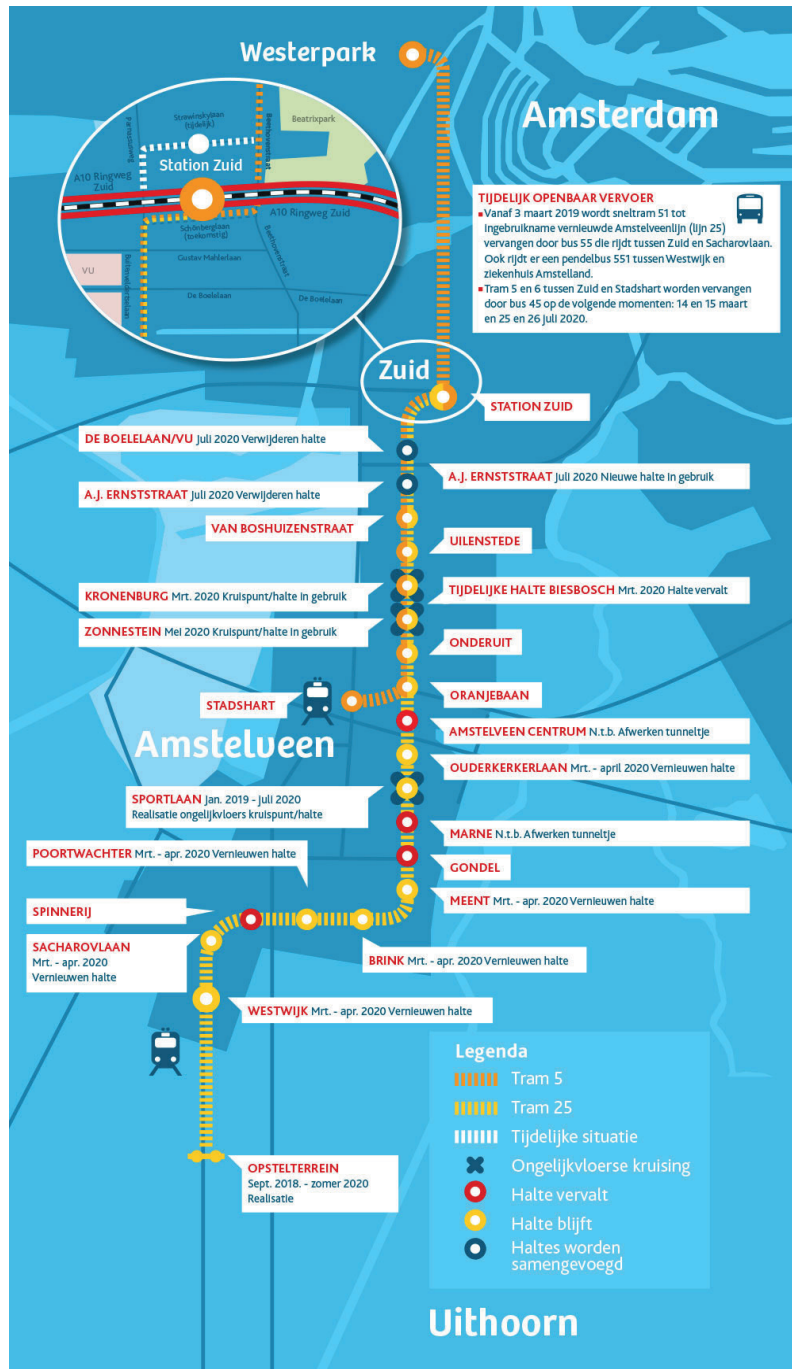 Westerpark
Amsterdam
Strawinskylaan
(tijdelijk)
Parnassusweg
Beethovenstraat
Beatrixpark
Station Zuid
A10 Ringweg
Zuid
A10 Ringweg Zuid
Schönberglaan
(toekomstig)
Beethovenstraat
Gustav Mahlerlaan
VU
Buitenveldertselaan
De Boelelaan
De Boelelaan
TIJDELIJK OPENBAAR VERVOER
Vanaf 3 maart 2019 wordt sneltram 51 tot
ingebruikname vernieuwde Amstelveenlijn (lijn 25)
vervangen door bus 55 die rijdt tussen Zuid en Sacharovlaan.
Ook rijdt er een pendelbus 551 tussen Westwijk en
ziekenhuis Amstelland.
Tram 5 en 6 tussen Zuid en Stadshart worden vervangen
door bus 45 op de volgende momenten: 14 en 15 maart
en 25 en 26 juli 2020.
Zuid
STATION ZUID
DE BOELELAAN/VU Juli 2020 Verwijderen halte
A.J. ERNSTSTRAAT Juli 2020 Nieuwe halte in gebruik
A.J. ERNSTSTRAAT Juli 2020 Verwijderen halte
VAN BOSHUIZENSTRAAT
UILENSTEDE
KRONENBURG Mrt. 2020 Kruispunt/halte in gebruik
TIJDELIJKE HALTE BIESBOSCH Mrt. 2020 Halte vervalt
ZONNESTEIN Mei 2020 Kruispunt/halte in gebruik
ONDERUIT
STADSHART
ORANJEBAAN
Amstelveen
AMSTELVEEN CENTRUM N.t.b. Afwerken tunneltje
OUDERKERKERLAAN Mrt. - april 2020 Vernieuwen halte
SPORTLAAN Jan. 2019 - juli 2020
Realisatie ongelijkvloers kruispunt/halte
MARNE N.t.b. Afwerken tunneltje
POORTWACHTER Mrt. - apr. 2020 Vernieuwen halte
GONDEL
MEENT Mrt. - apr. 2020 Vernieuwen halte
SPINNERIJ
SACHAROVLAAN
Mrt. - apr. 2020
Vernieuwen halte
BRINK Mrt. - apr. 2020 Vernieuwen halte
WESTWIJK Mrt. - apr. 2020 Vernieuwen halte
OPSTELTERREIN
Sept. 2018. - zomer 2020
Realisatie
Legenda
Tram 5
Tram 25
Tijdelijke situatie
Ongelijkvloerse kruising
Halte vervalt
Halte blijft
Haltes worden
samengevoegd
Uithoorn